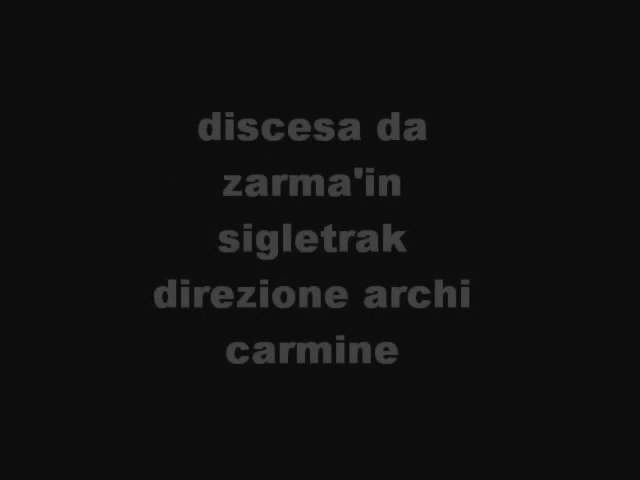 discesa da
zarma'in
sigletrak
direzione archi
carmine